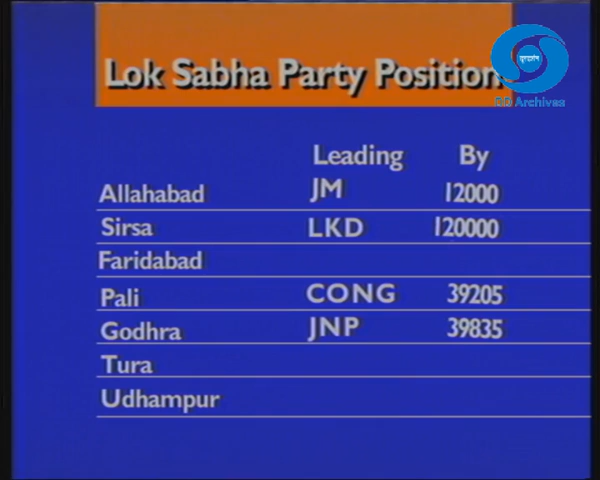 Lok Sabha Party Position
DD Archives
Leading By
Allahabad JM 12000
Sirsa LKD 120000
Faridabad
Pali CONG 39205
Godhra JNP 39835
Tura
Udhampur